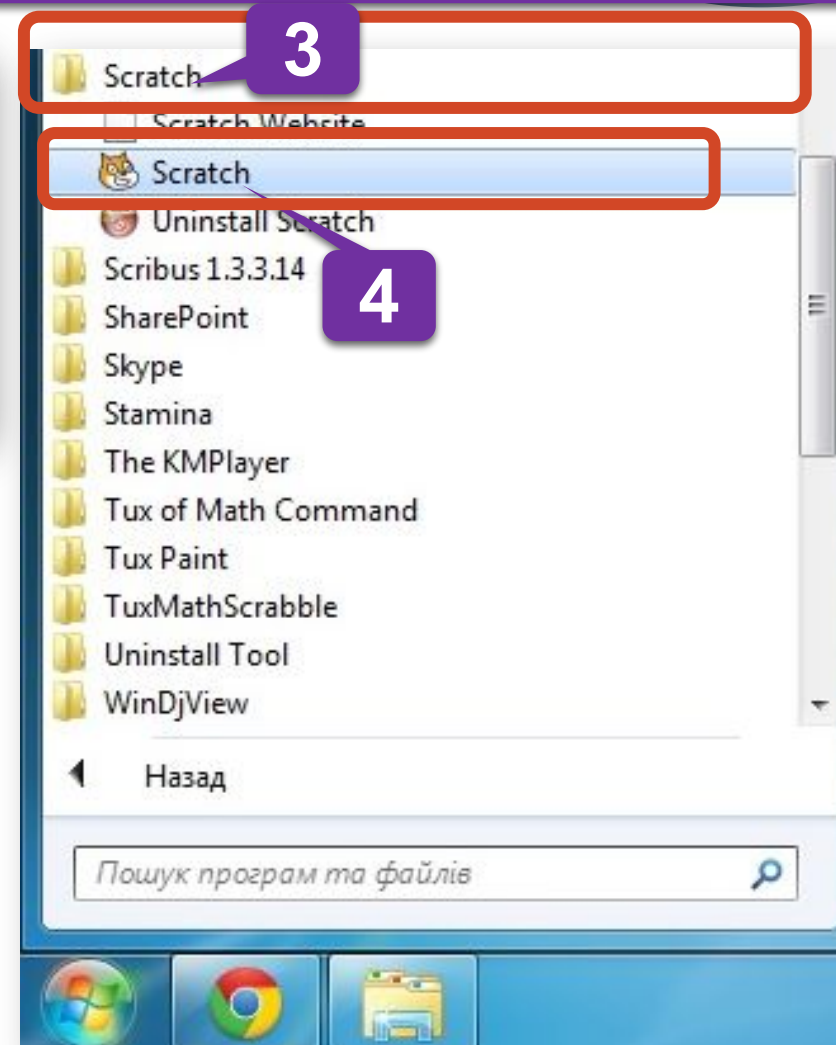 3
Scratch
Scratch Website
Scratch
Uninstall Scratch
Scribus 1.3.3.14
4
SharePoint
Skype
Stamina
The KMPlayer
Tux of Math Command
Tux Paint
TuxMathScrabble
Uninstall Tool
WinDjView
Назад
Пошук програм та файлів